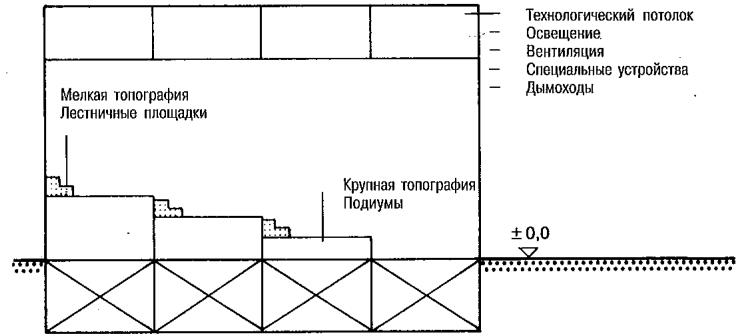 Технологический потолок
Освещение
Вентиляция
Специальные устройства
Дымоходы
Мелкая топография
Лестничные площадки
Крупная топография
Подиумы
±0,0